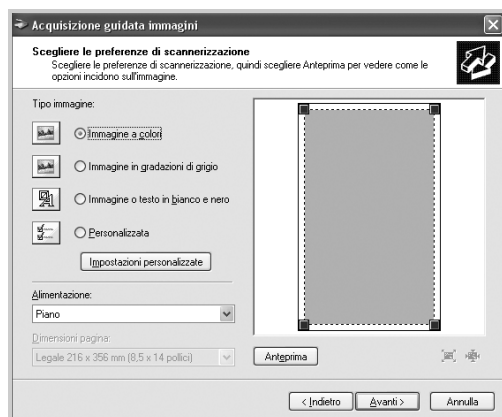 Acquisizione guidata immagini
Scegliere le preferenze di scannerizzazione
Scegliere le preferenze di scannerizzazione, quindi scegliere Anteprima per vedere come le
opzioni incidono sull'immagine.
Tipo immagine:
Immagine a colori
Immagine in gradazioni di grigio
Immagine o testo in bianco e nero
Personalizzata
Impostazioni personalizzate
Alimentazione:
Piano
Dimensioni pagina:
Legale 216 x 356 mm (8,5 x 14 pollici)
Anteprima
< Indietro
Avanti >
Annulla